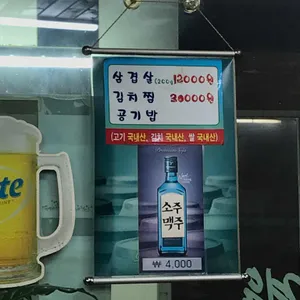 삼겹살 (200g) 12000원
김치찜 30000원
공기밥
(고기 국내산, 김치 국내산, 쌀 국내산)
소주
맥주
₩ 4,000